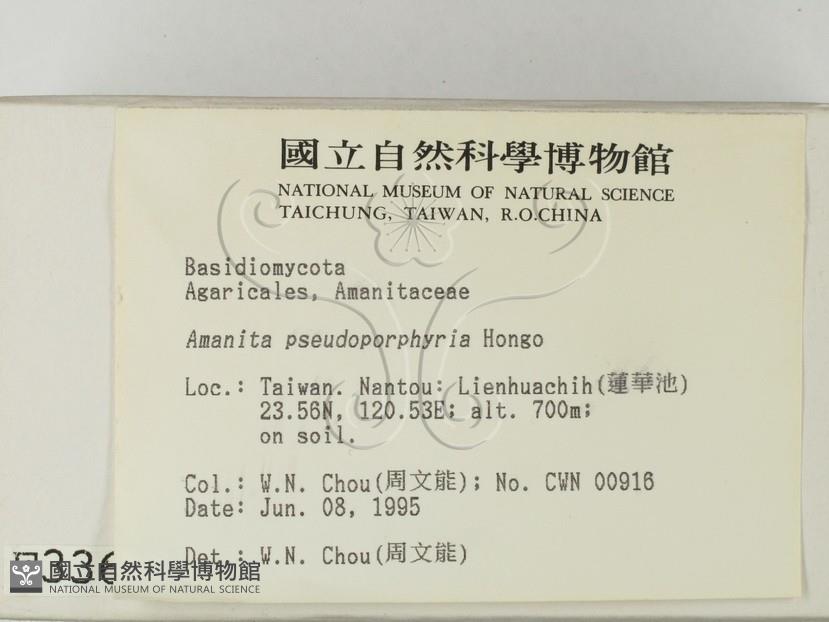 國立自然科學博物館
NATIONAL MUSEUM OF NATURAL SCIENCE
TAICHUNG, TAIWAN, R.O.CHINA
Basidiomycota
Agaricales, Amanitaceae
Amanita pseudoporphyria Hongo
Loc.: Taiwan. Nantou: Lienhuachih(蓮華池)
23.56N, 120.53E; alt. 700m;
on soil.
Col.: W.N. Chou(周文能); No. CWN 00916
Date: Jun. 08, 1995
Det.: W.N. Chou(周文能)
國立自然科學博物館
NATIONAL MUSEUM OF NATURAL SCIENCE